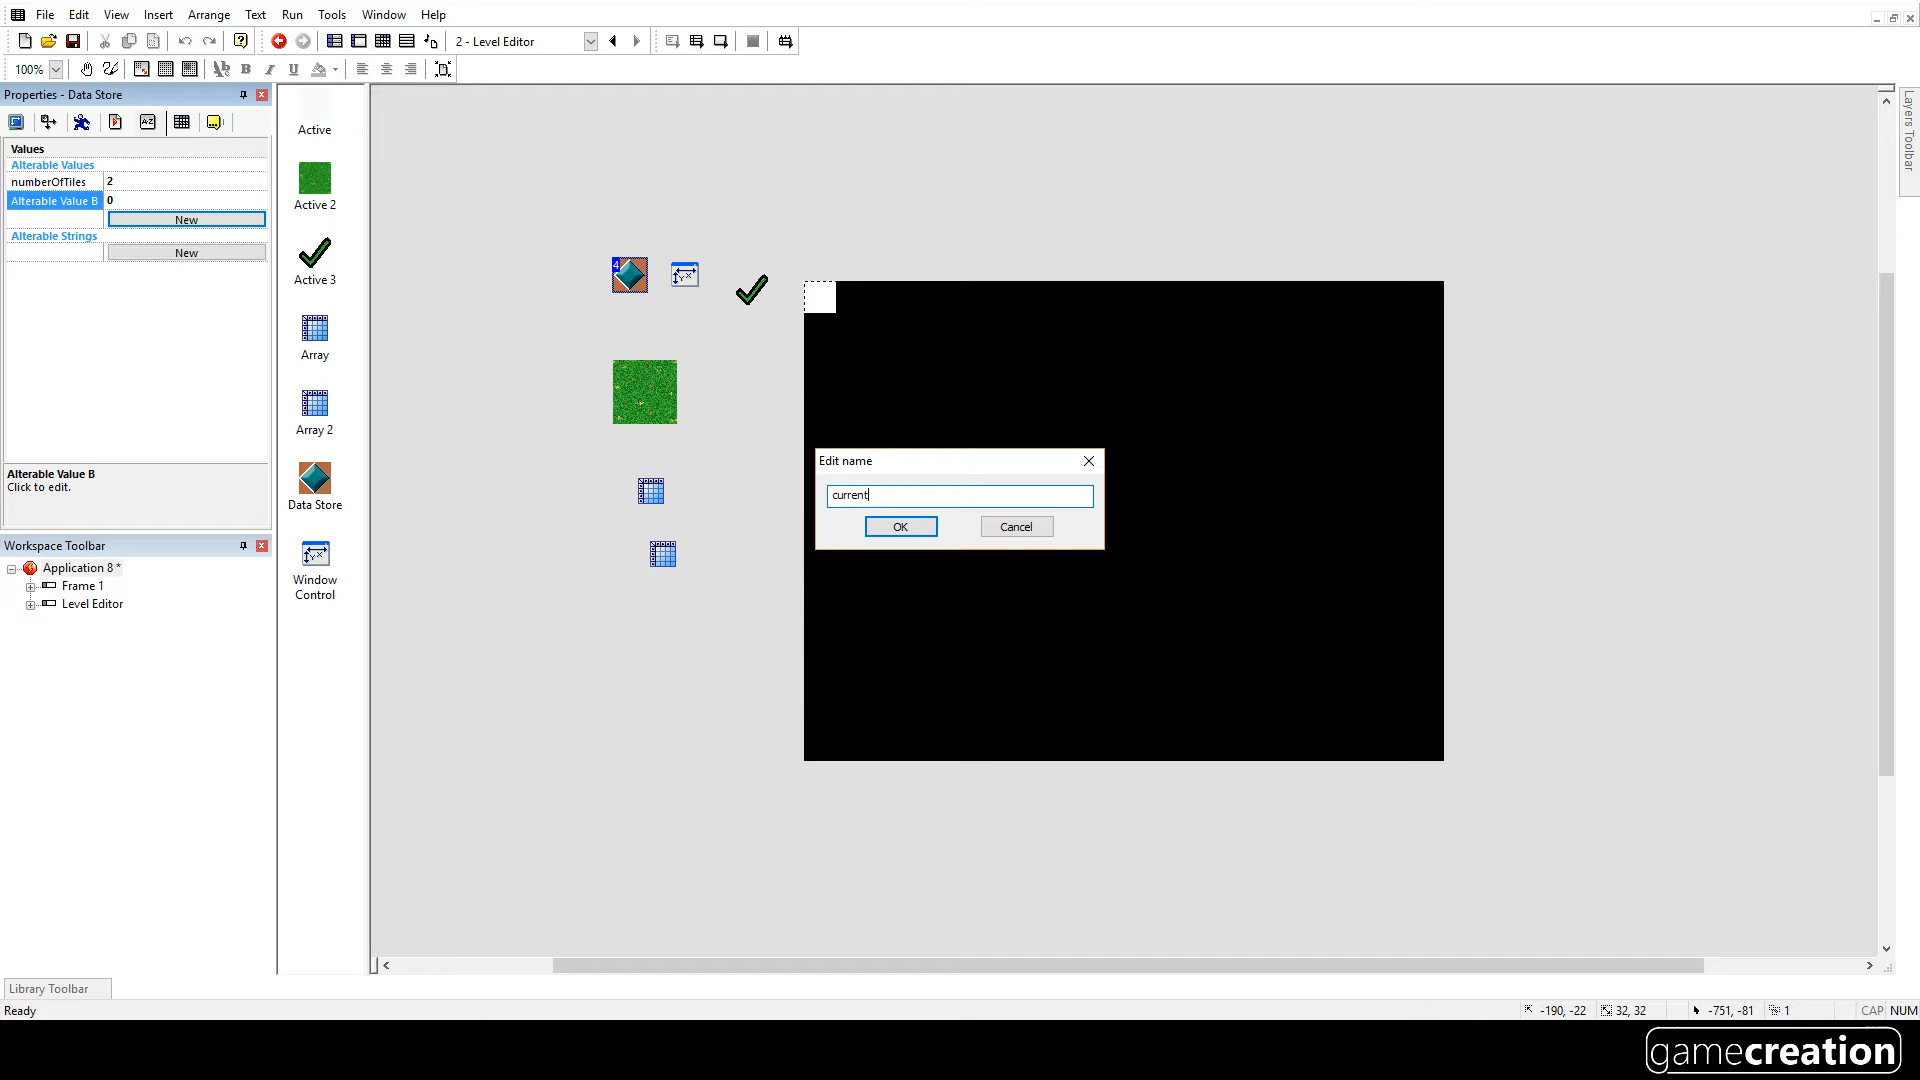 File Edit View Insert Arrange Text Run Tools Window Help
2 - Level Editor
100%
Properties - Data Store
Values
Alterable Values
numberOfTiles 2
Alterable Value B 0
New
Alterable Strings
New
Alterable Value B
Click to edit.
Workspace Toolbar
Application 8 *
Frame 1
Level Editor
Active
Active 2
Active 3
Array
Array 2
Data Store
Window
Control
4
Edit name
current
OK Cancel
Layers Toolbar
Library Toolbar
Ready
-190, -22 32, 32 -751, -81 1 CAP NUM
gamecreation